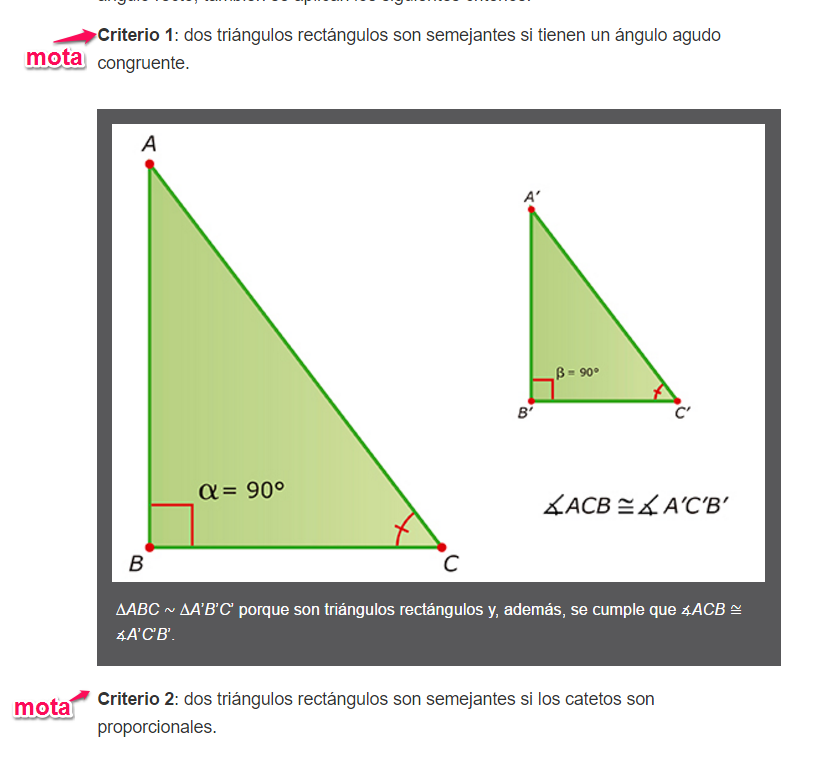 Criterio 1: dos triángulos rectángulos son semejantes si tienen un ángulo agudo
mota
congruente.
A
A′
β = 90°
B′
C′
α = 90°
∡ACB ≅ ∡A′C′B′
B
C
ΔABC ~ ΔA'B'C' porque son triángulos rectángulos y, además, se cumple que ∡ACB ≅
∡A'C'B'.
Criterio 2: dos triángulos rectángulos son semejantes si los catetos son
mota
proporcionales.